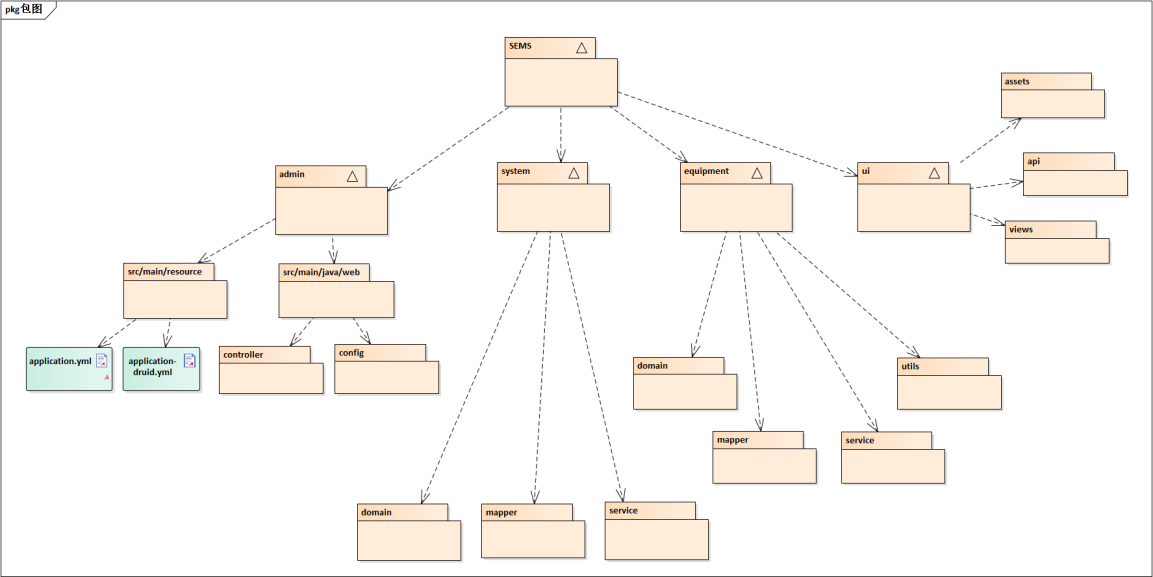 pkg 包图
SEMS
assets
api
views
admin
system
equipment
ui
src/main/resource
src/main/java/web
application.yml
A
application-
druid.yml
controller
config
domain
utils
mapper
service
domain
mapper
service